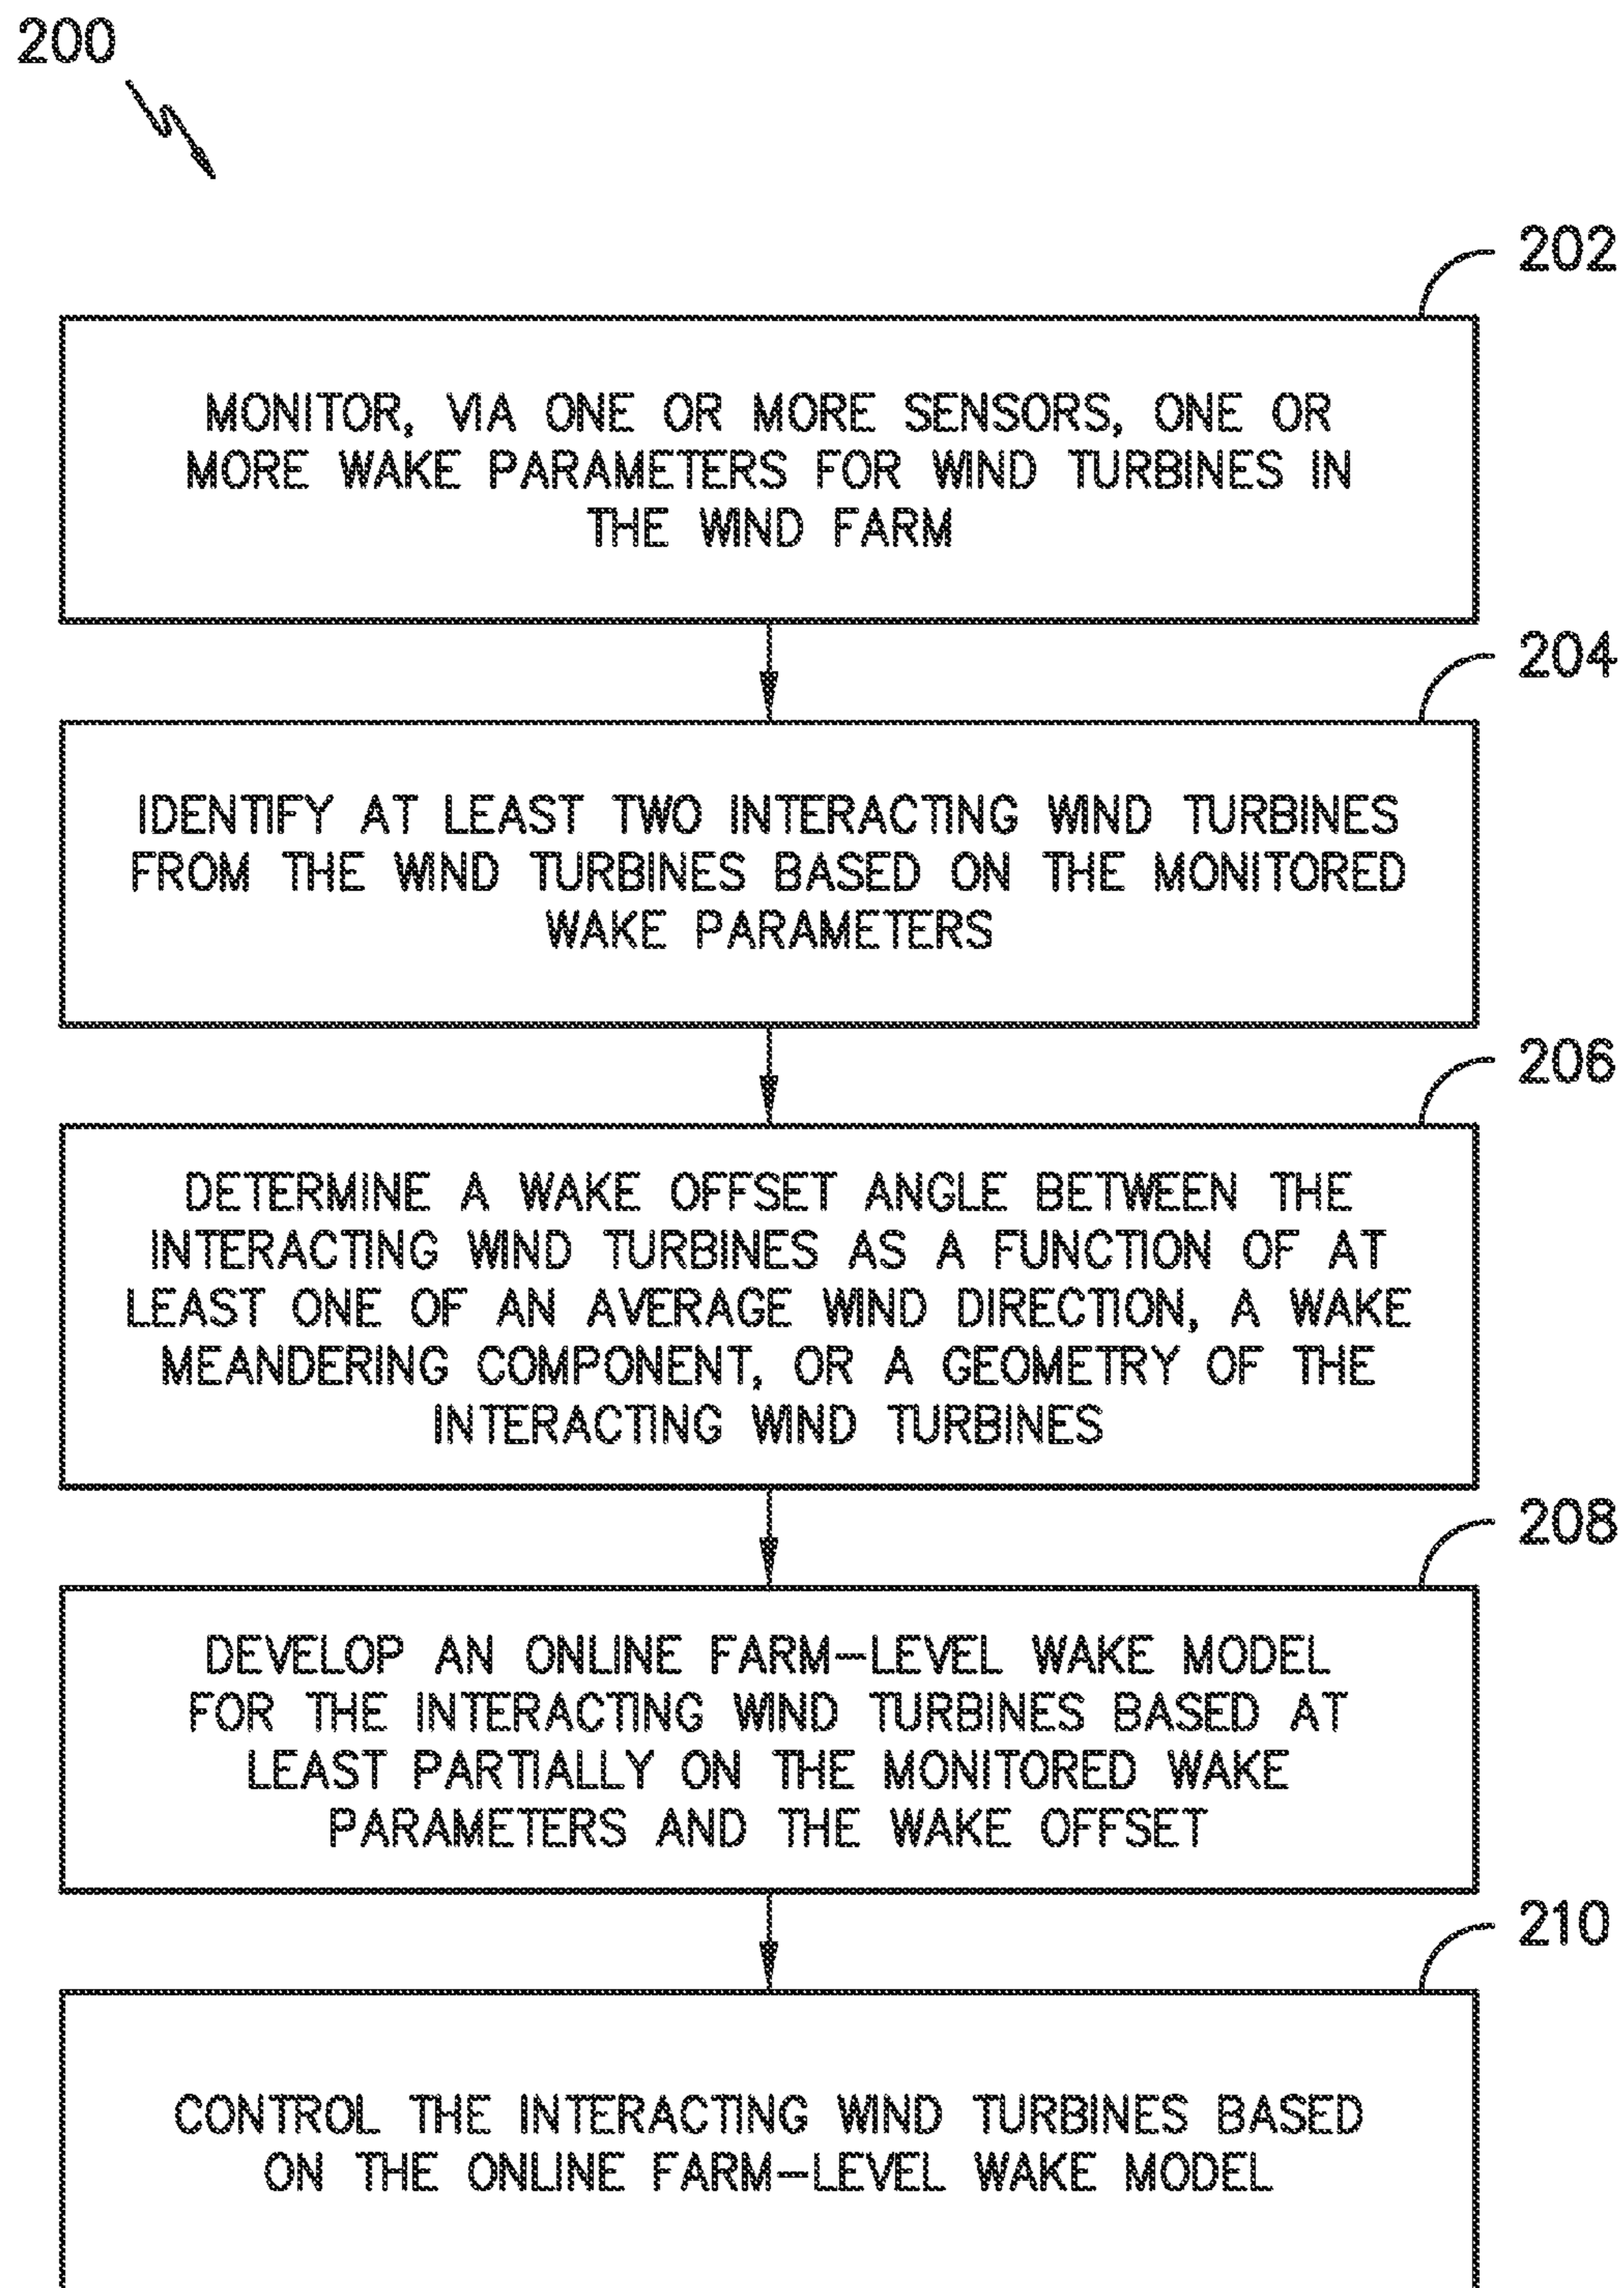 200
202
MONITOR, VIA ONE OR MORE SENSORS, ONE OR
MORE WAKE PARAMETERS FOR WIND TURBINES IN
THE WIND FARM
204
IDENTIFY AT LEAST TWO INTERACTING WIND TURBINES
FROM THE WIND TURBINES BASED ON THE MONITORED
WAKE PARAMETERS
206
DETERMINE A WAKE OFFSET ANGLE BETWEEN THE
INTERACTING WIND TURBINES AS A FUNCTION OF AT
LEAST ONE OF AN AVERAGE WIND DIRECTION, A WAKE
MEANDERING COMPONENT, OR A GEOMETRY OF THE
INTERACTING WIND TURBINES
208
DEVELOP AN ONLINE FARM-LEVEL WAKE MODEL
FOR THE INTERACTING WIND TURBINES BASED AT
LEAST PARTIALLY ON THE MONITORED WAKE
PARAMETERS AND THE WAKE OFFSET
210
CONTROL THE INTERACTING WIND TURBINES BASED
ON THE ONLINE FARM-LEVEL WAKE MODEL